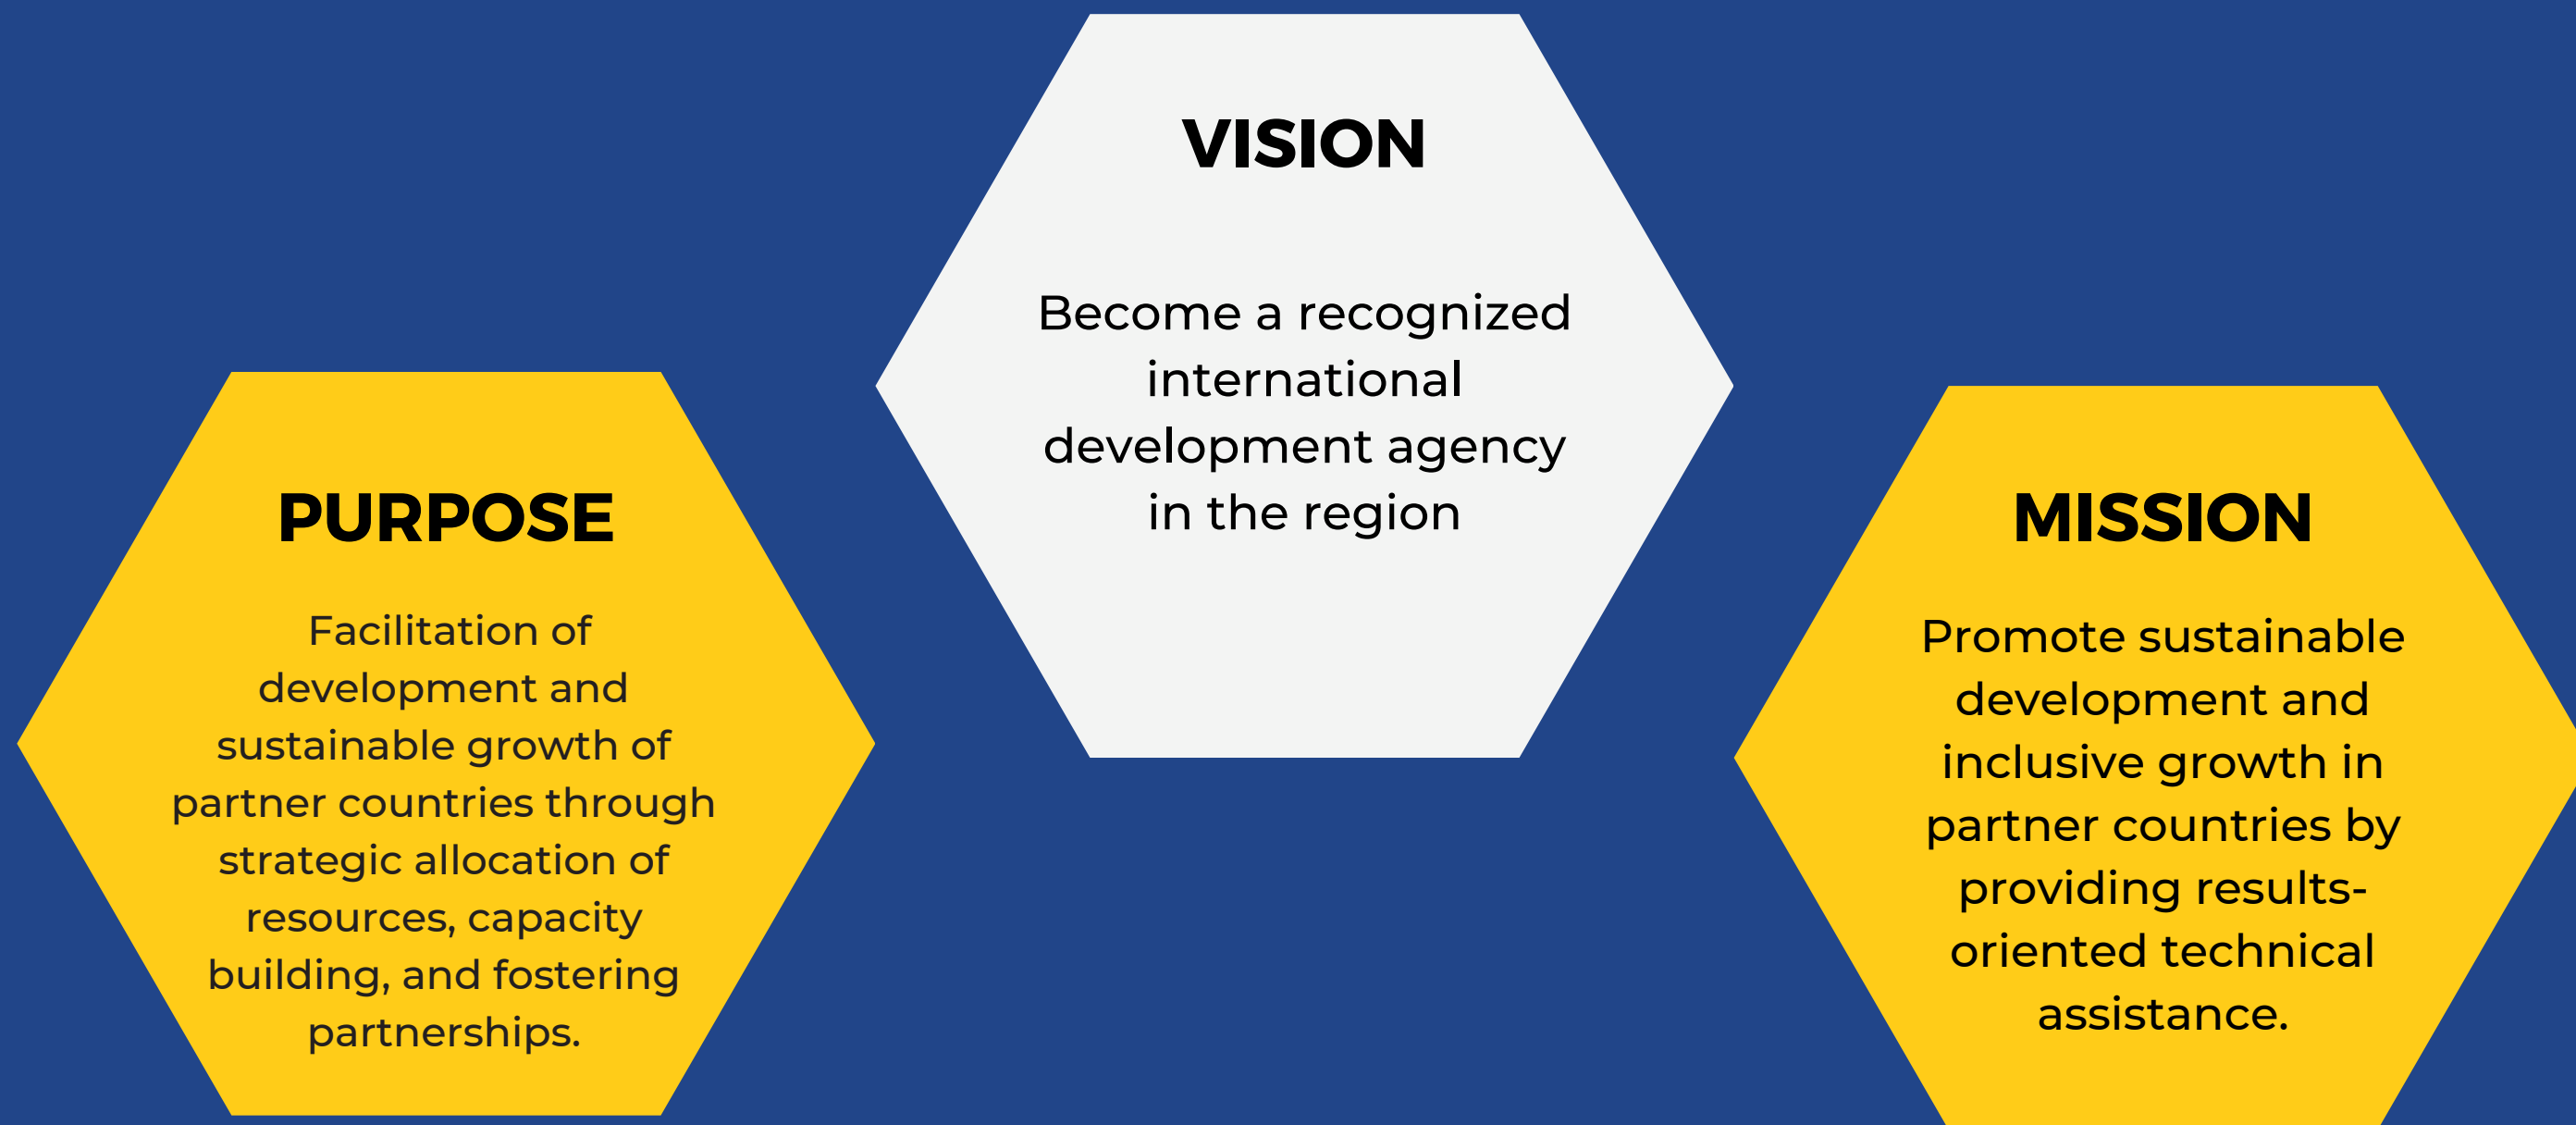 PURPOSE
Facilitation of
development and
sustainable growth of
partner countries through
strategic allocation of
resources, capacity
building, and fostering
partnerships.
VISION
Become a recognized
international
development agency
in the region
MISSION
Promote sustainable
development and
inclusive growth in
partner countries by
providing results-
oriented technical
assistance.